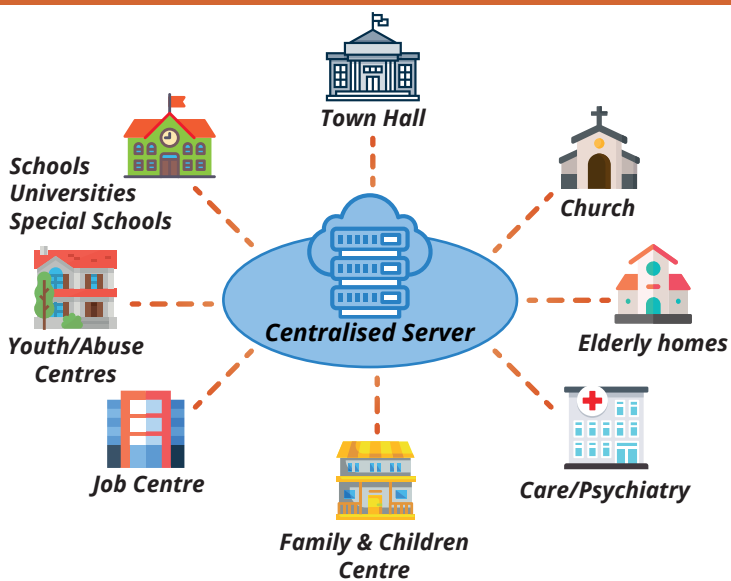 Town Hall
Schools
Universities
Special Schools
Church
Centralised Server
Youth/Abuse
Centres
Elderly homes
Job Centre
Care/Psychiatry
Family & Children
Centre